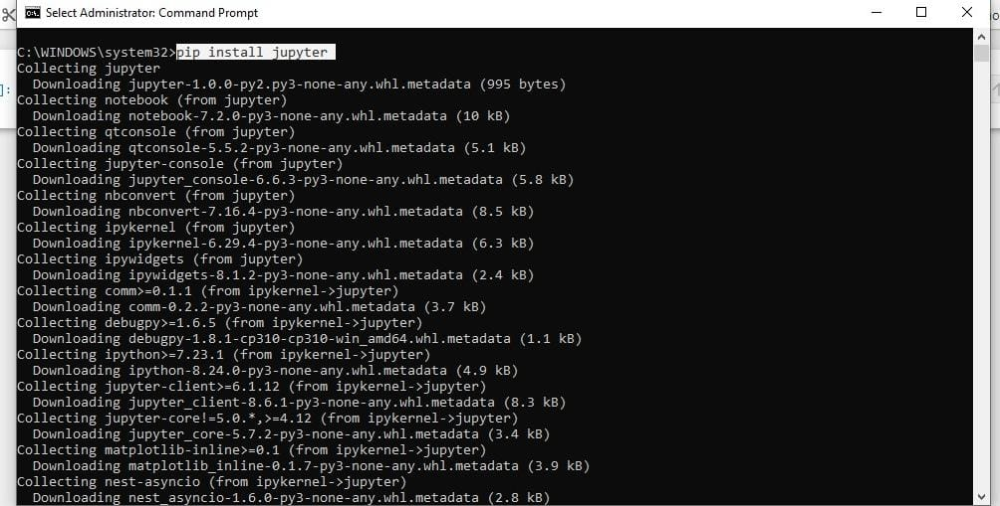 Select Administrator: Command Prompt
C:\WINDOWS\system32>pip install jupyter
Collecting jupyter
  Downloading jupyter-1.0.0-py2.py3-none-any.whl.metadata (995 bytes)
Collecting notebook (from jupyter)
  Downloading notebook-7.2.0-py3-none-any.whl.metadata (10 kB)
Collecting qtconsole (from jupyter)
  Downloading qtconsole-5.5.2-py3-none-any.whl.metadata (5.1 kB)
Collecting jupyter-console (from jupyter)
  Downloading jupyter_console-6.6.3-py3-none-any.whl.metadata (5.8 kB)
Collecting nbconvert (from jupyter)
  Downloading nbconvert-7.16.4-py3-none-any.whl.metadata (8.5 kB)
Collecting ipykernel (from jupyter)
  Downloading ipykernel-6.29.4-py3-none-any.whl.metadata (6.3 kB)
Collecting ipywidgets (from jupyter)
  Downloading ipywidgets-8.1.2-py3-none-any.whl.metadata (2.4 kB)
Collecting comm>=0.1.1 (from ipykernel->jupyter)
  Downloading comm-0.2.2-py3-none-any.whl.metadata (3.7 kB)
Collecting debugpy>=1.6.5 (from ipykernel->jupyter)
  Downloading debugpy-1.8.1-cp310-cp310-win_amd64.whl.metadata (1.1 kB)
Collecting ipython>=7.23.1 (from ipykernel->jupyter)
  Downloading ipython-8.24.0-py3-none-any.whl.metadata (4.9 kB)
Collecting jupyter-client>=6.1.12 (from ipykernel->jupyter)
  Downloading jupyter_client-8.6.1-py3-none-any.whl.metadata (8.3 kB)
Collecting jupyter-core!=5.0.*,>=4.12 (from ipykernel->jupyter)
  Downloading jupyter_core-5.7.2-py3-none-any.whl.metadata (3.4 kB)
Collecting matplotlib-inline>=0.1 (from ipykernel->jupyter)
  Downloading matplotlib_inline-0.1.7-py3-none-any.whl.metadata (3.9 kB)
Collecting nest-asyncio (from ipykernel->jupyter)
  Downloading nest_asyncio-1.6.0-py3-none-any.whl.metadata (2.8 kB)
]: